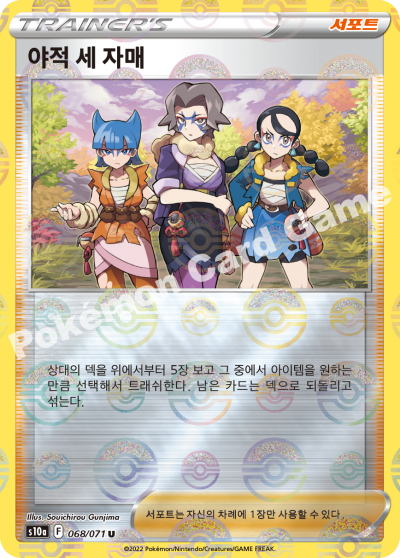 TRAINER'S
서포트
야적 세 자매
Pokémon Card Game
상대의 덱을 위에서부터 5장 보고 그 중에서 아이템을 원하는
만큼 선택해서 트래쉬한다. 남은 카드는 덱으로 되돌리고
섞는다.
Illus. Souichirou Gunjima
s10a F 068/071 U
서포트는 자신의 차례에 1장만 사용할 수 있다.
©2022 Pokémon/Nintendo/Creatures/GAME FREAK.